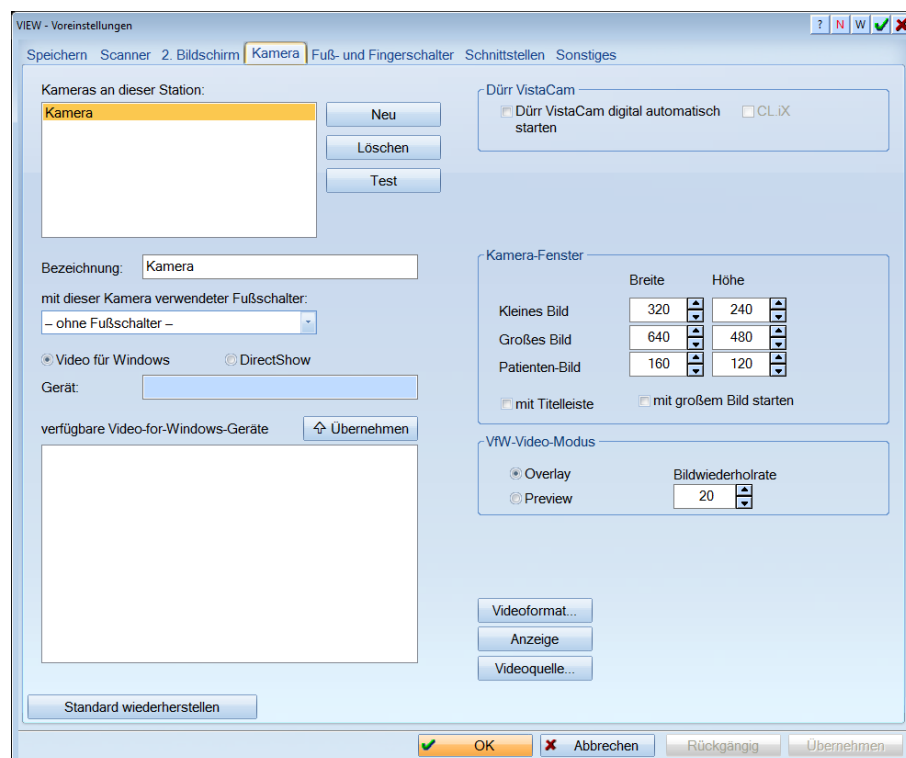 VIEW - Voreinstellungen
? N W
Speichern Scanner 2. Bildschirm Kamera Fuß- und Fingerschalter Schnittstellen Sonstiges
Kameras an dieser Station:
Kamera
Neu
Löschen
Test
Bezeichnung: Kamera
mit dieser Kamera verwendeter Fußschalter:
– ohne Fußschalter –
Video für Windows DirectShow
Gerät:
verfügbare Video-for-Windows-Geräte Übernehmen
Dürr VistaCam
Dürr VistaCam digital automatisch CL.iX
starten
Kamera-Fenster
Breite Höhe
Kleines Bild 320 240
Großes Bild 640 480
Patienten-Bild 160 120
mit Titelleiste mit großem Bild starten
VfW-Video-Modus
Overlay Bildwiederholrate
Preview 20
Videoformat...
Anzeige
Videoquelle...
Standard wiederherstellen
OK Abbrechen Rückgängig Übernehmen